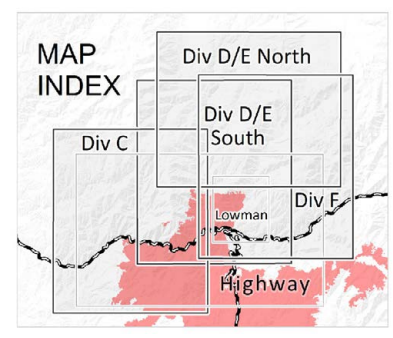 MAP
INDEX
Div D/E North
Div D/E
South
Div C
Div F
Lowman
Highway